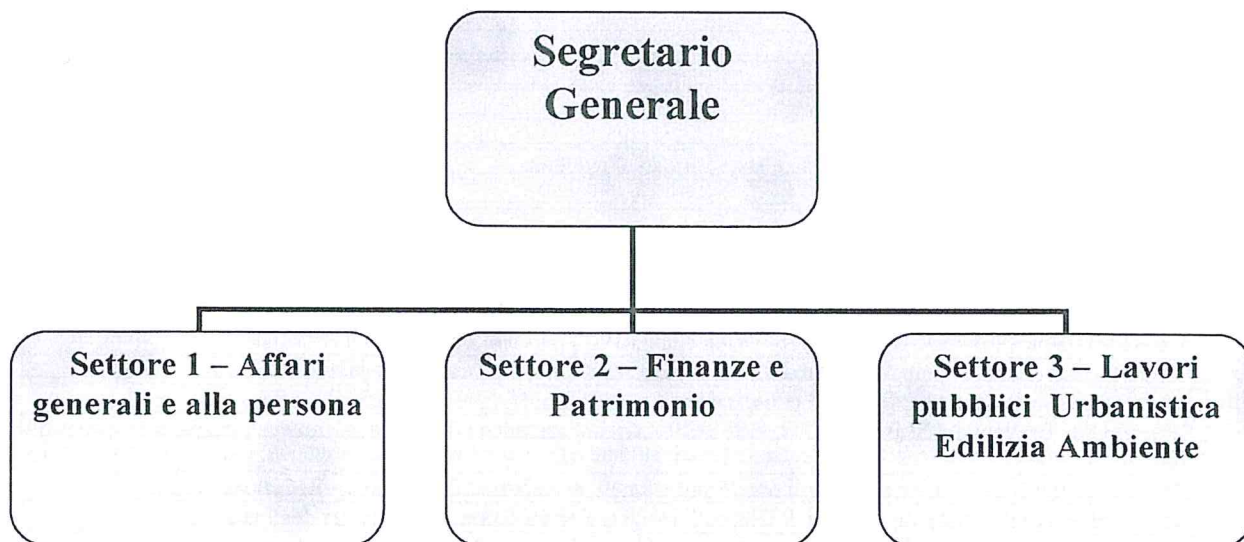 Segretario
Generale
Settore 1 – Affari
generali e alla persona
Settore 2 – Finanze e
Patrimonio
Settore 3 – Lavori
pubblici Urbanistica
Edilizia Ambiente